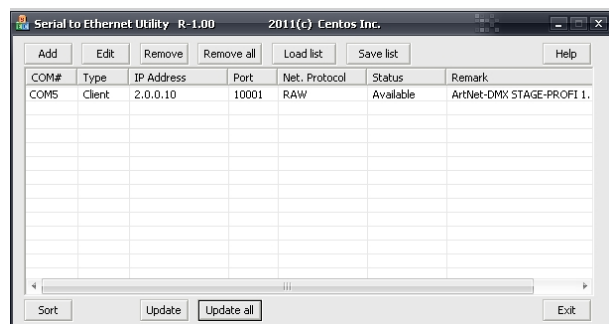 Serial to Ethernet Utility R-1.00 2011(c) Centos Inc.
Add Edit Remove Remove all Load list Save list Help
COM# Type IP Address Port Net. Protocol Status Remark
COM5 Client 2.0.0.10 10001 RAW Available ArtNet-DMX STAGE-PROFI 1.
Sort Update Update all Exit